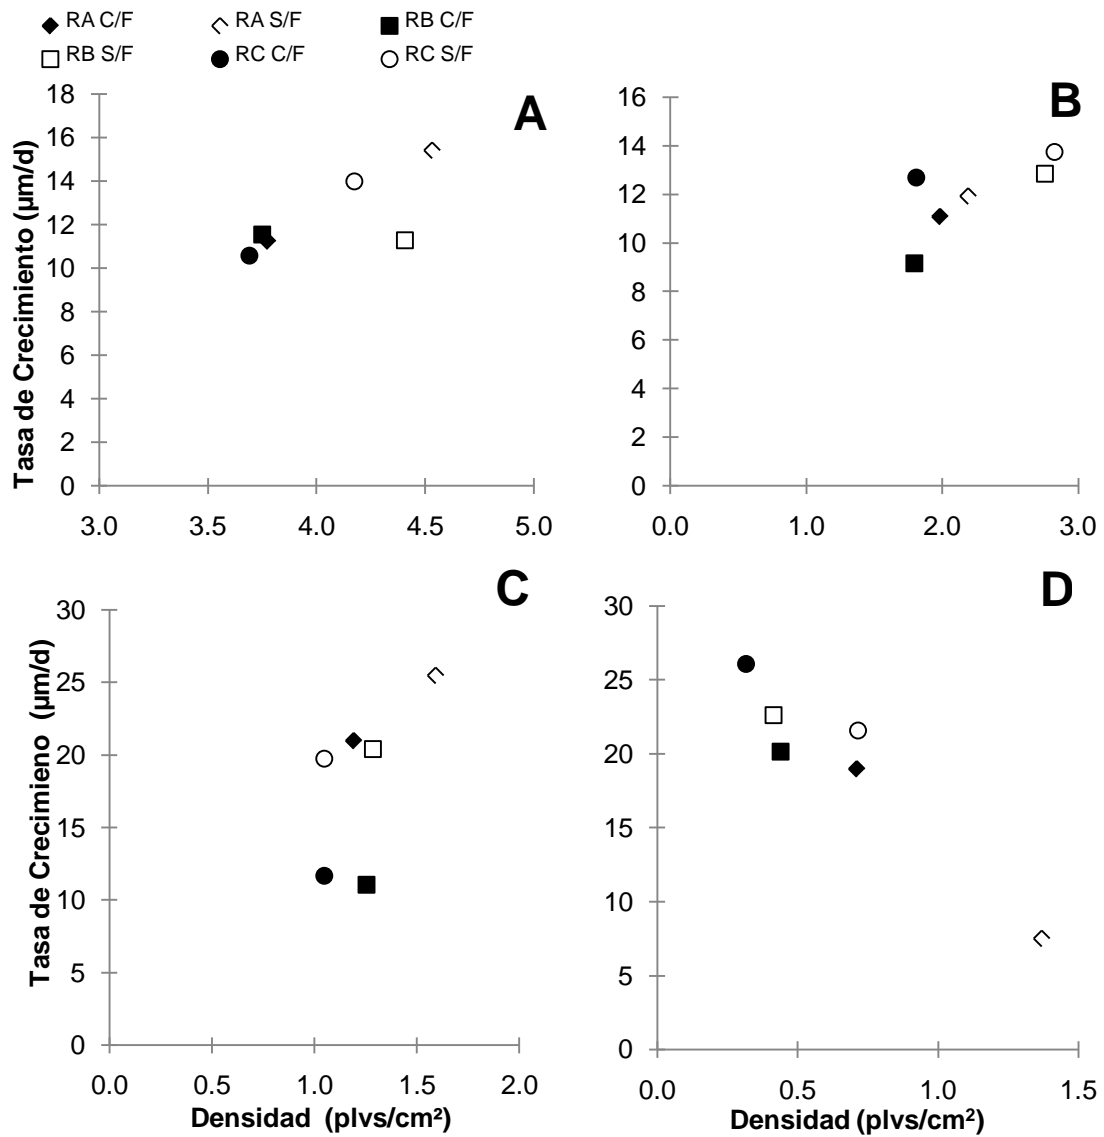 RA C/F RA S/F RB C/F
RB S/F RC C/F RC S/F
A
Tasa de Crecimiento (µm/d)
18
16
14
12
10
8
6
4
2
0
3.0 3.5 4.0 4.5 5.0
B
16
14
12
10
8
6
4
2
0
0.0 1.0 2.0 3.0
C
Tasa de Crecimieno (µm/d)
30
25
20
15
10
5
0
0.0 0.5 1.0 1.5 2.0
Densidad (plvs/cm²)
D
30
25
20
15
10
5
0
0.0 0.5 1.0 1.5
Densidad (plvs/cm²)